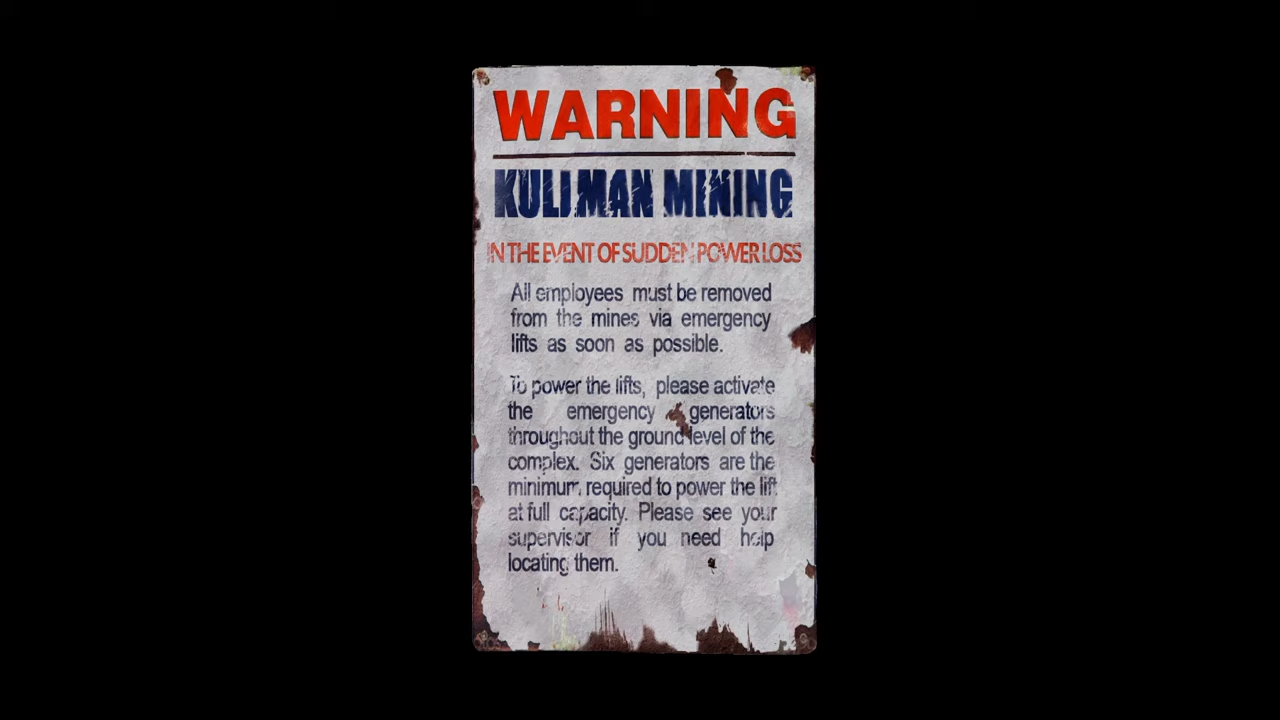 WARNING
KULLMAN MINING
IN THE EVENT OF SUDDEN POWER LOSS
All employees must be removed
from the mines via emergency
lifts as soon as possible.
To power the lifts, please activate
the emergency generators
throughout the ground level of the
complex. Six generators are the
minimum required to power the lift
at full capacity. Please see your
supervisor if you need help
locating them.